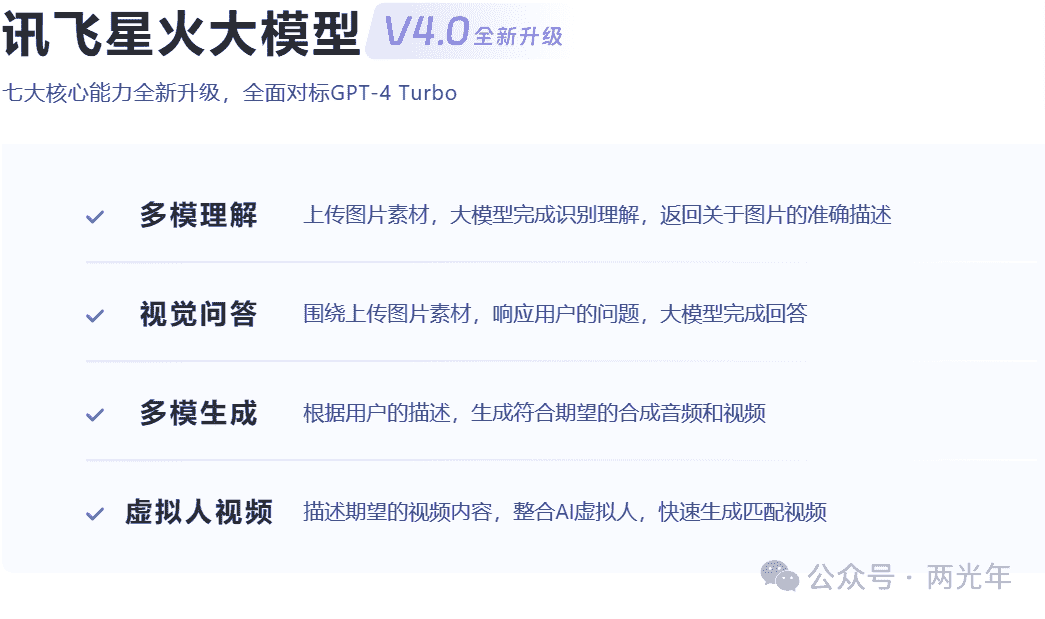 讯飞星火大模型 V4.0全新升级
七大核心能力全新升级，全面对标GPT-4 Turbo
多模理解 上传图片素材，大模型完成识别理解，返回关于图片的准确描述
视觉问答 围绕上传图片素材，响应用户的问题，大模型完成回答
多模生成 根据用户的描述，生成符合期望的合成音频和视频
虚拟人视频 描述期望的视频内容，整合AI虚拟人，快速生成匹配视频
公众号 · 两光年